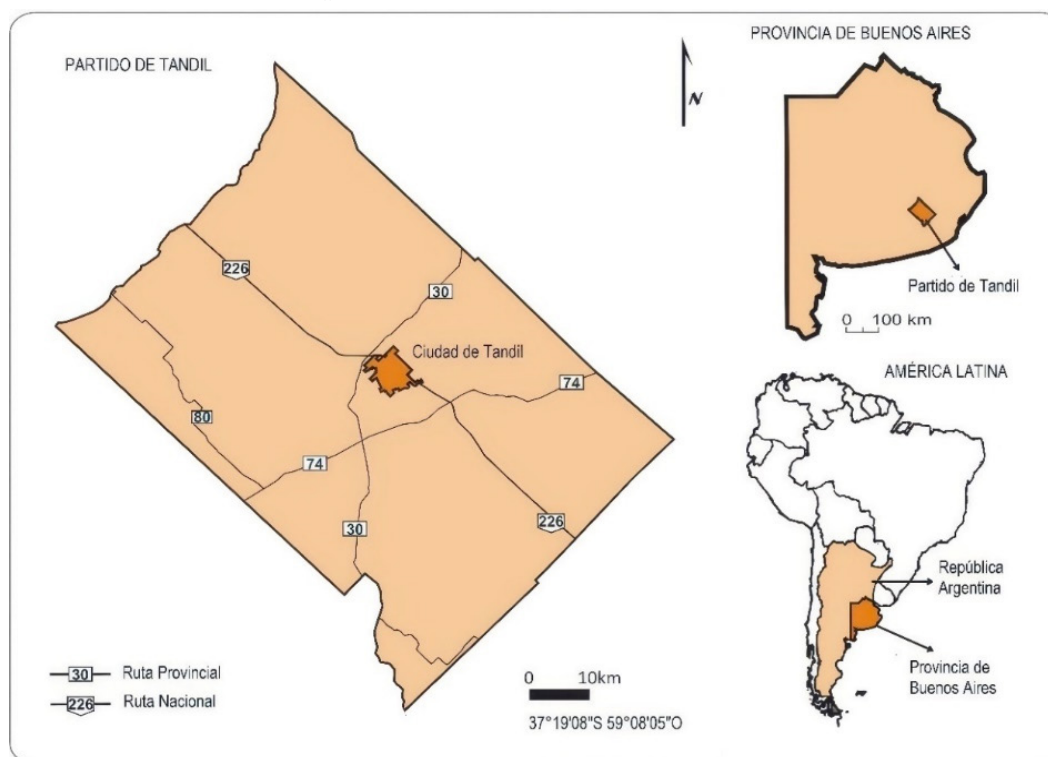 PARTIDO DE TANDIL
226
30
Ciudad de Tandil
74
80
74
30
226
30 Ruta Provincial
226 Ruta Nacional
0 10km
37°19'08"S 59°08'05"O
N
PROVINCIA DE BUENOS AIRES
Partido de Tandil
0 100 km
AMÉRICA LATINA
República
Argentina
Provincia de
Buenos Aires